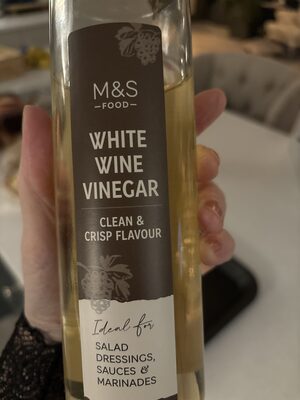 M&S
FOOD
WHITE
WINE
VINEGAR
CLEAN &
CRISP FLAVOUR
Ideal for
SALAD
DRESSINGS,
SAUCES &
MARINADES